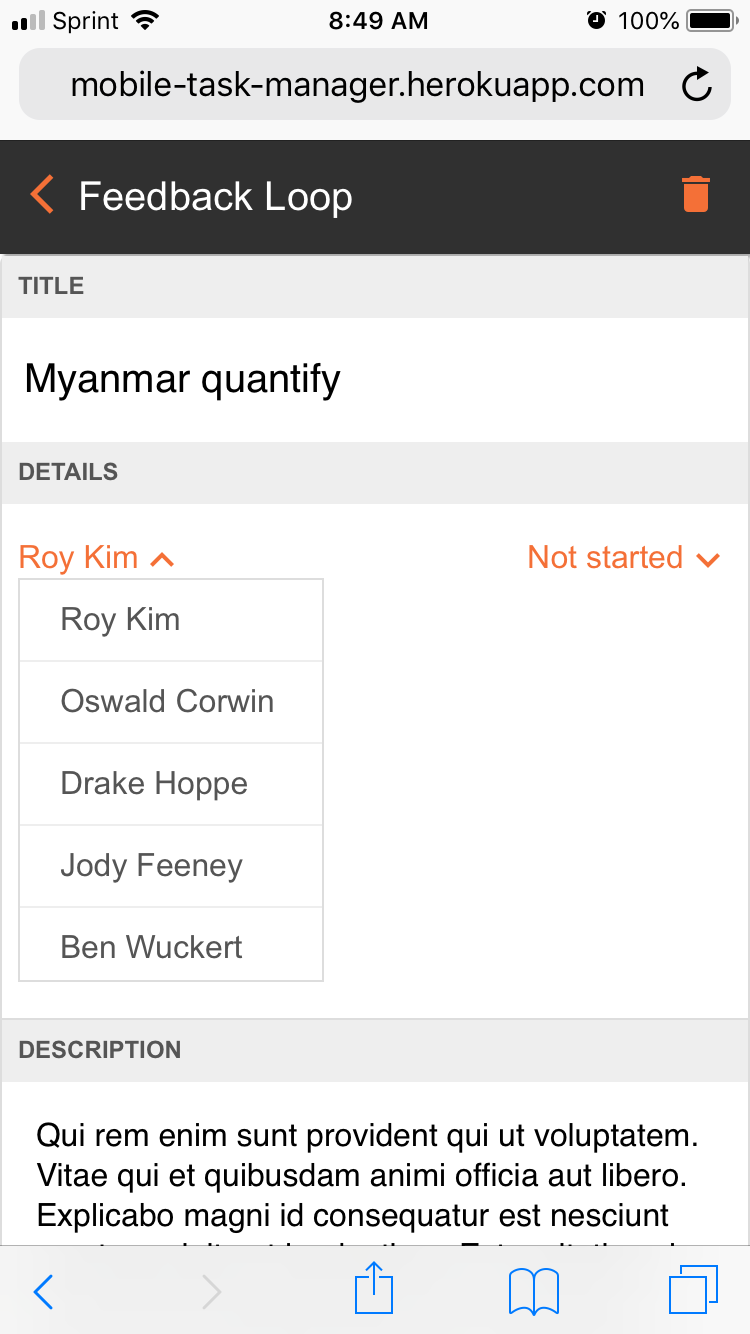 Sprint 8:49 AM 100%
mobile-task-manager.herokuapp.com
Feedback Loop
TITLE
Myanmar quantify
DETAILS
Roy Kim Not started
Roy Kim
Oswald Corwin
Drake Hoppe
Jody Feeney
Ben Wuckert
DESCRIPTION
Qui rem enim sunt provident qui ut voluptatem.
Vitae qui et quibusdam animi officia aut libero.
Explicabo magni id consequatur est nesciunt